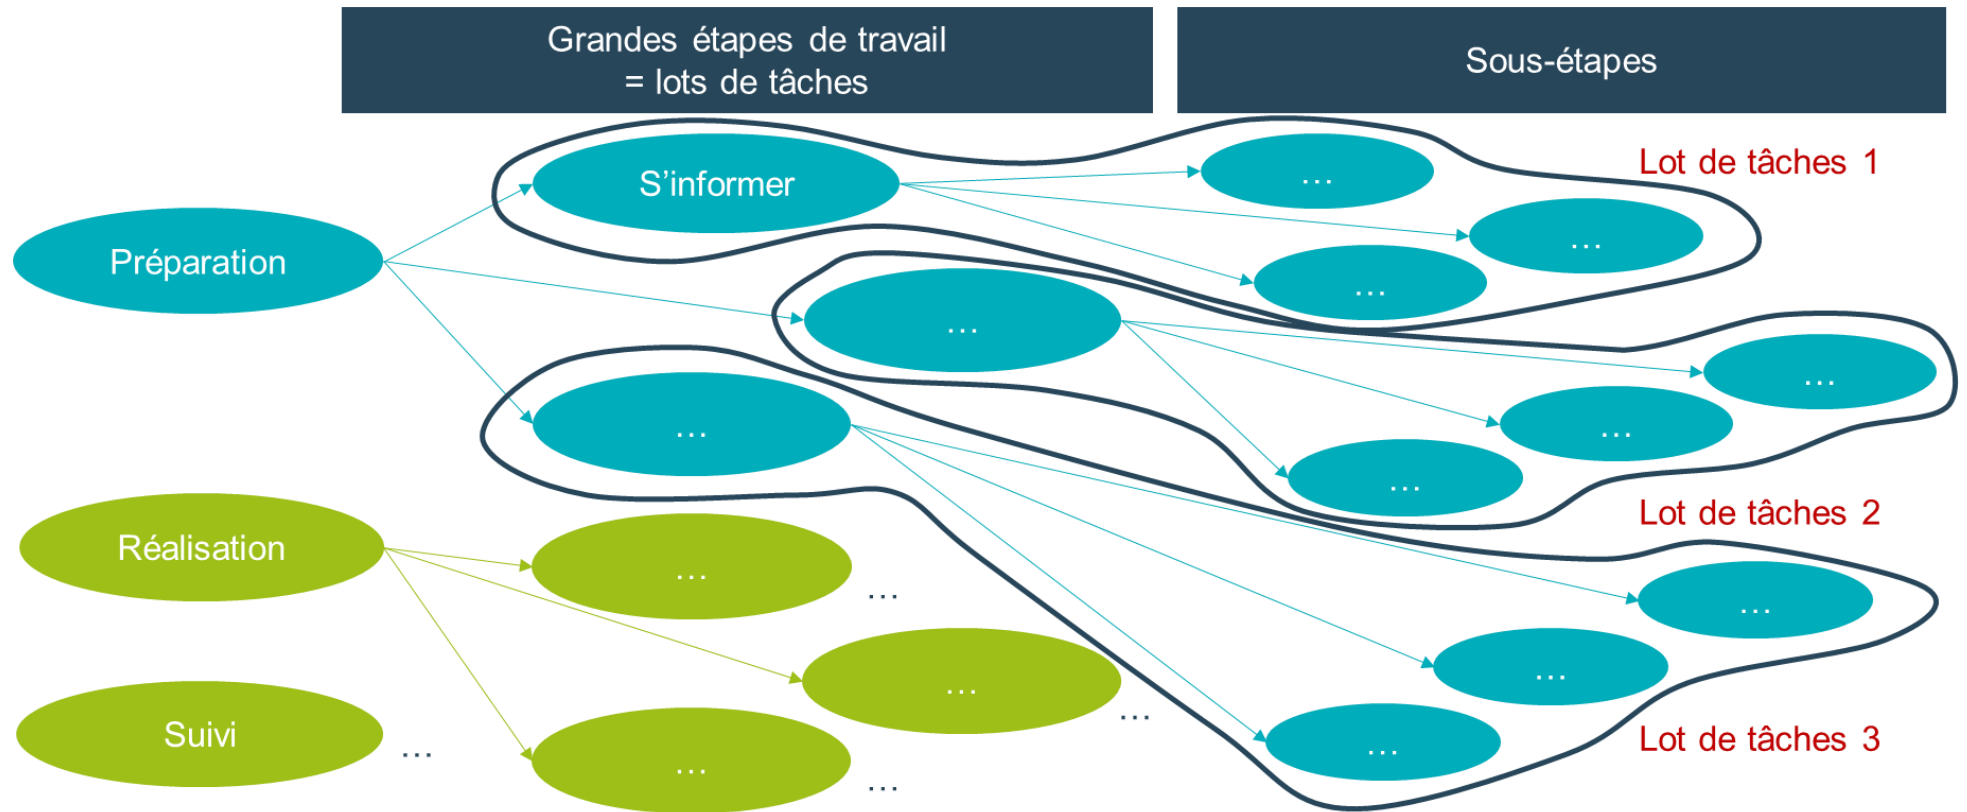 Grandes étapes de travail
= lots de tâches
Sous-étapes
Lot de tâches 1
S’informer
...
...
Préparation
...
...
...
...
...
...
Lot de tâches 2
Réalisation
...
...
...
...
...
...
Suivi
...
...
...
...
Lot de tâches 3
...